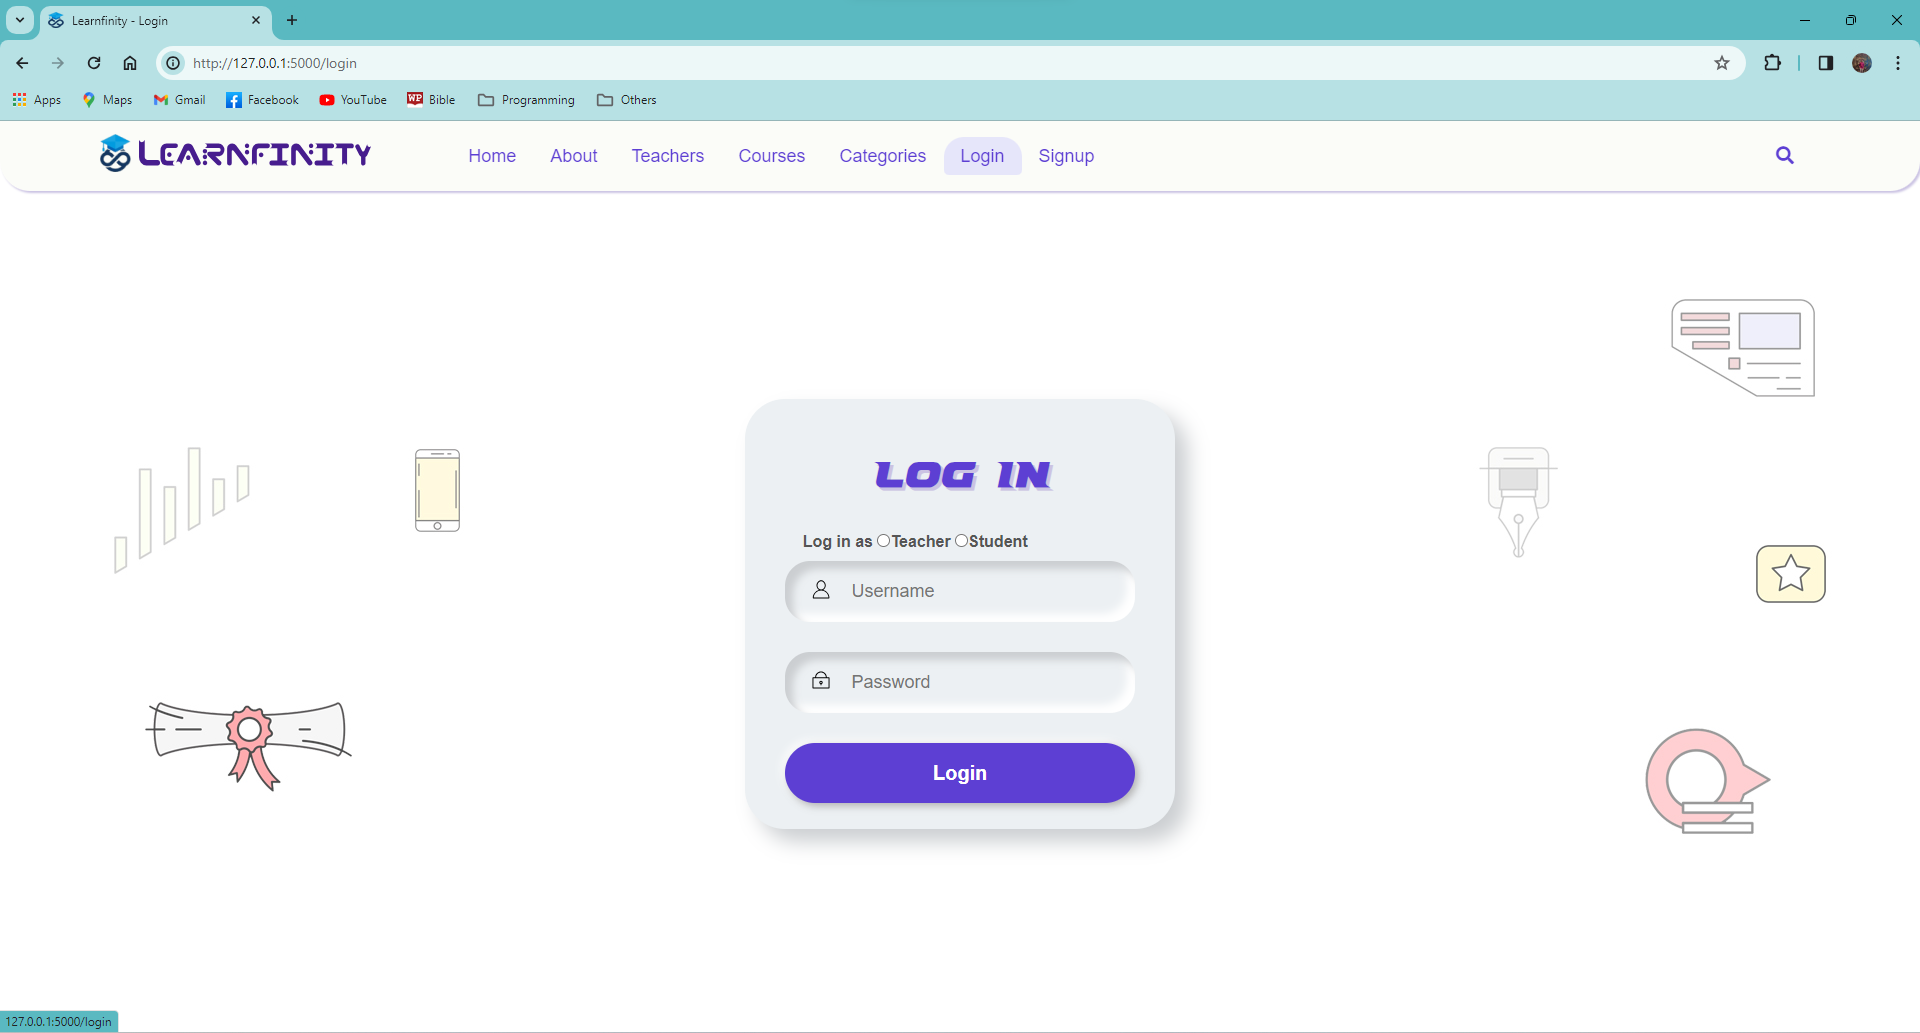 Learnfinity - Login
http://127.0.0.1:5000/login
Apps Maps Gmail Facebook YouTube WP Bible Programming Others
LEARNFINITY Home About Teachers Courses Categories Login Signup
LOG IN
Log in as Teacher Student
Username
Password
Login
127.0.0.1:5000/login